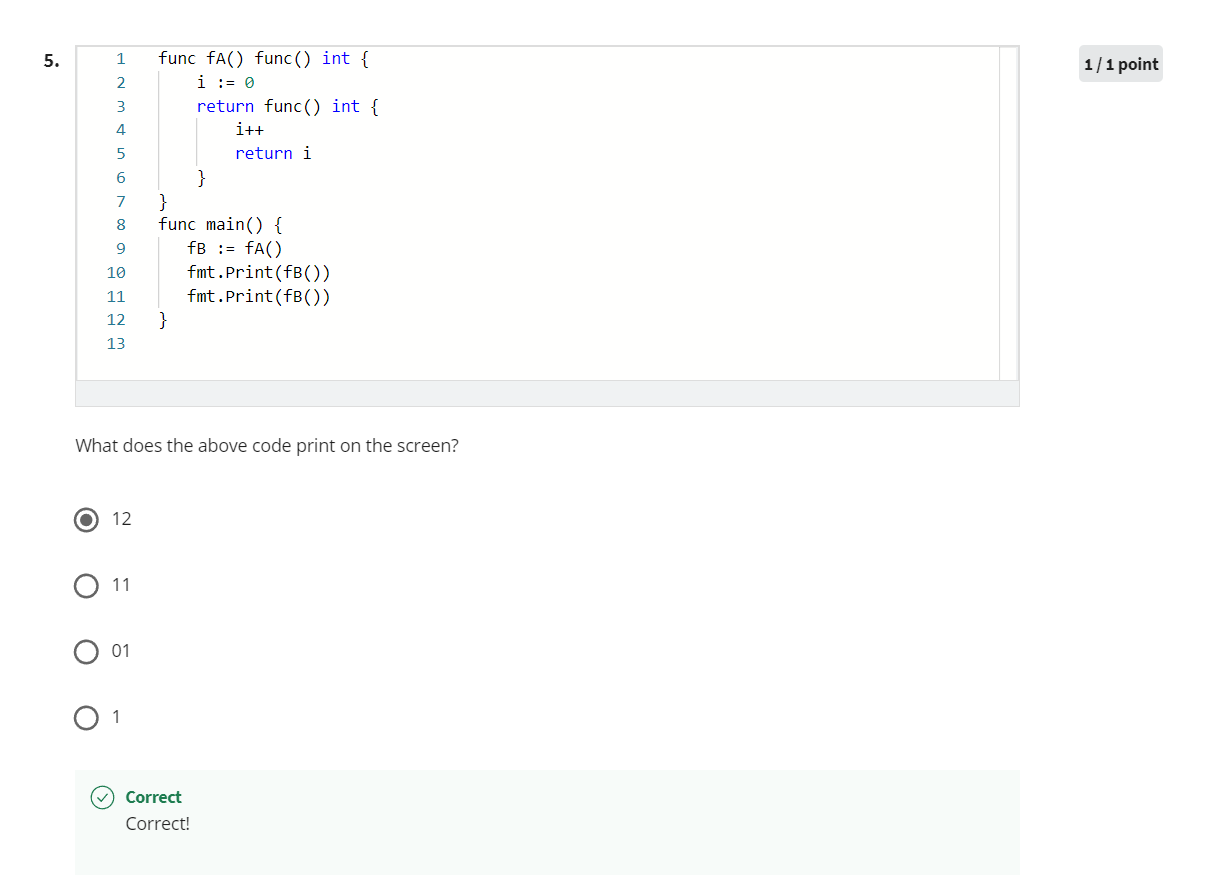 5.
1 / 1 point
1 func fA() func() int {
2     i := 0
3     return func() int {
4         i++
5         return i
6     }
7 }
8 func main() {
9    fB := fA()
10    fmt.Print(fB())
11    fmt.Print(fB())
12 }
13
What does the above code print on the screen?
12
11
01
1
Correct
Correct!